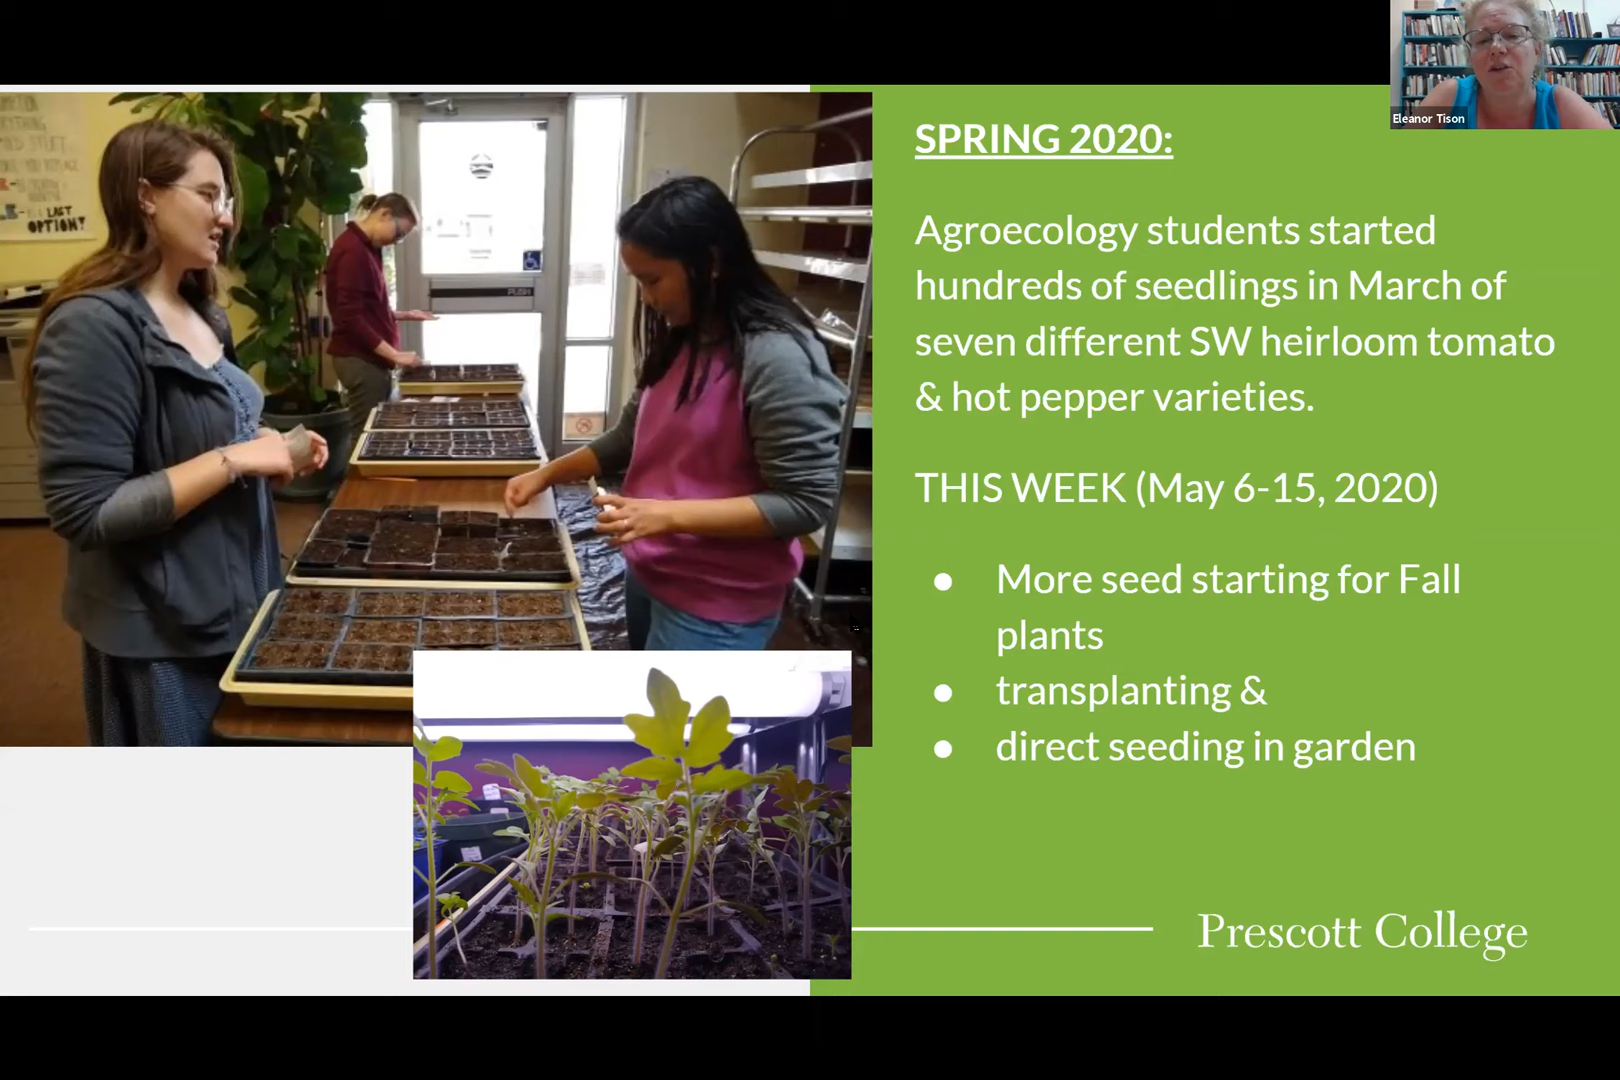 Eleanor Tison
SPRING 2020:
Agroecology students started
hundreds of seedlings in March of
seven different SW heirloom tomato
& hot pepper varieties.
THIS WEEK (May 6-15, 2020)
● More seed starting for Fall
plants
● transplanting &
● direct seeding in garden
Prescott College
LAST
OPTION?
PUSH